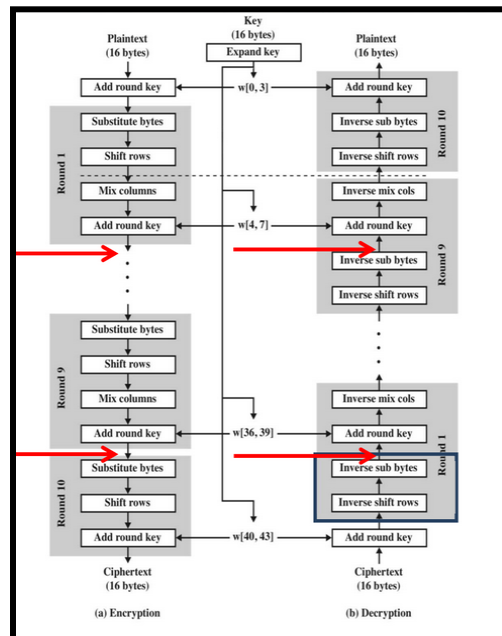 Key
(16 bytes)
Plaintext
(16 bytes)
Expand key
Plaintext
(16 bytes)
Add round key
w[0, 3]
Add round key
Round 1
Substitute bytes
Shift rows
Mix columns
Add round key
w[4, 7]
Inverse sub bytes
Inverse shift rows
Round 10
Inverse mix cols
Add round key
Inverse sub bytes
Inverse shift rows
Round 9
Round 9
Substitute bytes
Shift rows
Mix columns
Add round key
w[36, 39]
Inverse mix cols
Add round key
Inverse sub bytes
Inverse shift rows
Round 1
Round 10
Substitute bytes
Shift rows
Add round key
w[40, 43]
Add round key
Ciphertext
(16 bytes)
Ciphertext
(16 bytes)
(a) Encryption
(b) Decryption